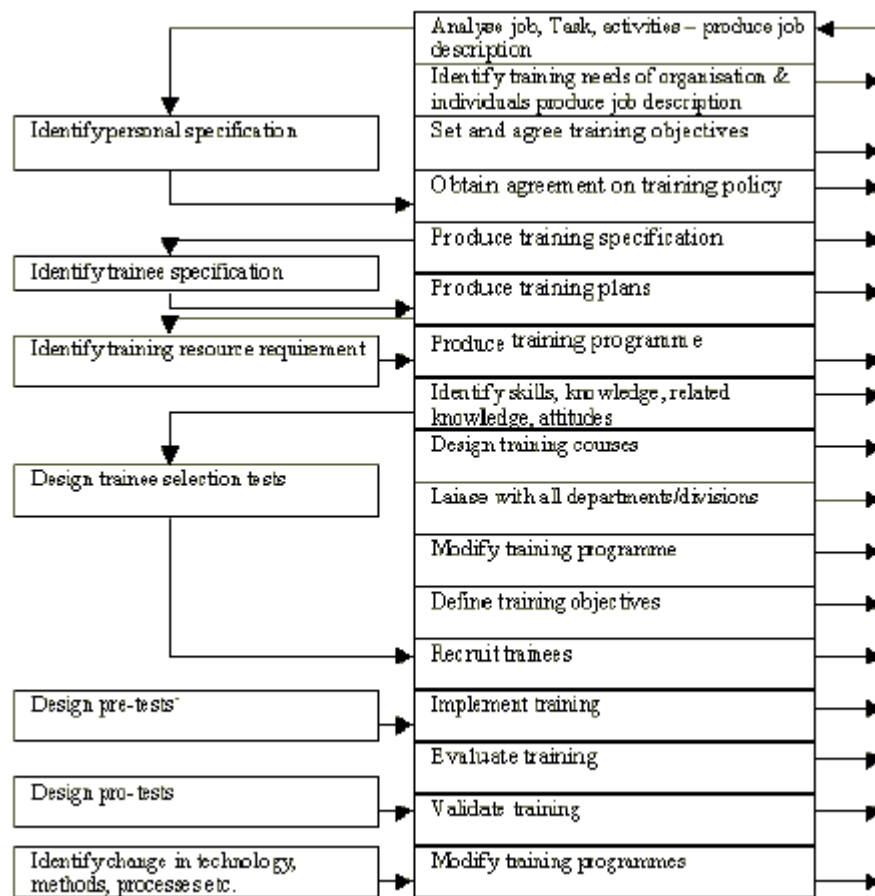 Analyse job, Task, activities – produce job
description
Identify training needs of organisation &
individuals produce job description
Identify personal specification
Set and agree training objectives
Obtain agreement on training policy
Produce training specification
Identify trainee specification
Produce training plans
Identify training resource requirement
Produce training programme
Identify skills, knowledge, related
knowledge, attitudes
Design training courses
Design trainee selection tests
Laiase with all departments/divisions
Modify training programme
Define training objectives
Recruit trainees
Design pre-tests
Implement training
Evaluate training
Design pro-tests
Validate training
Identify change in technology,
methods, processes etc.
Modify training programmes